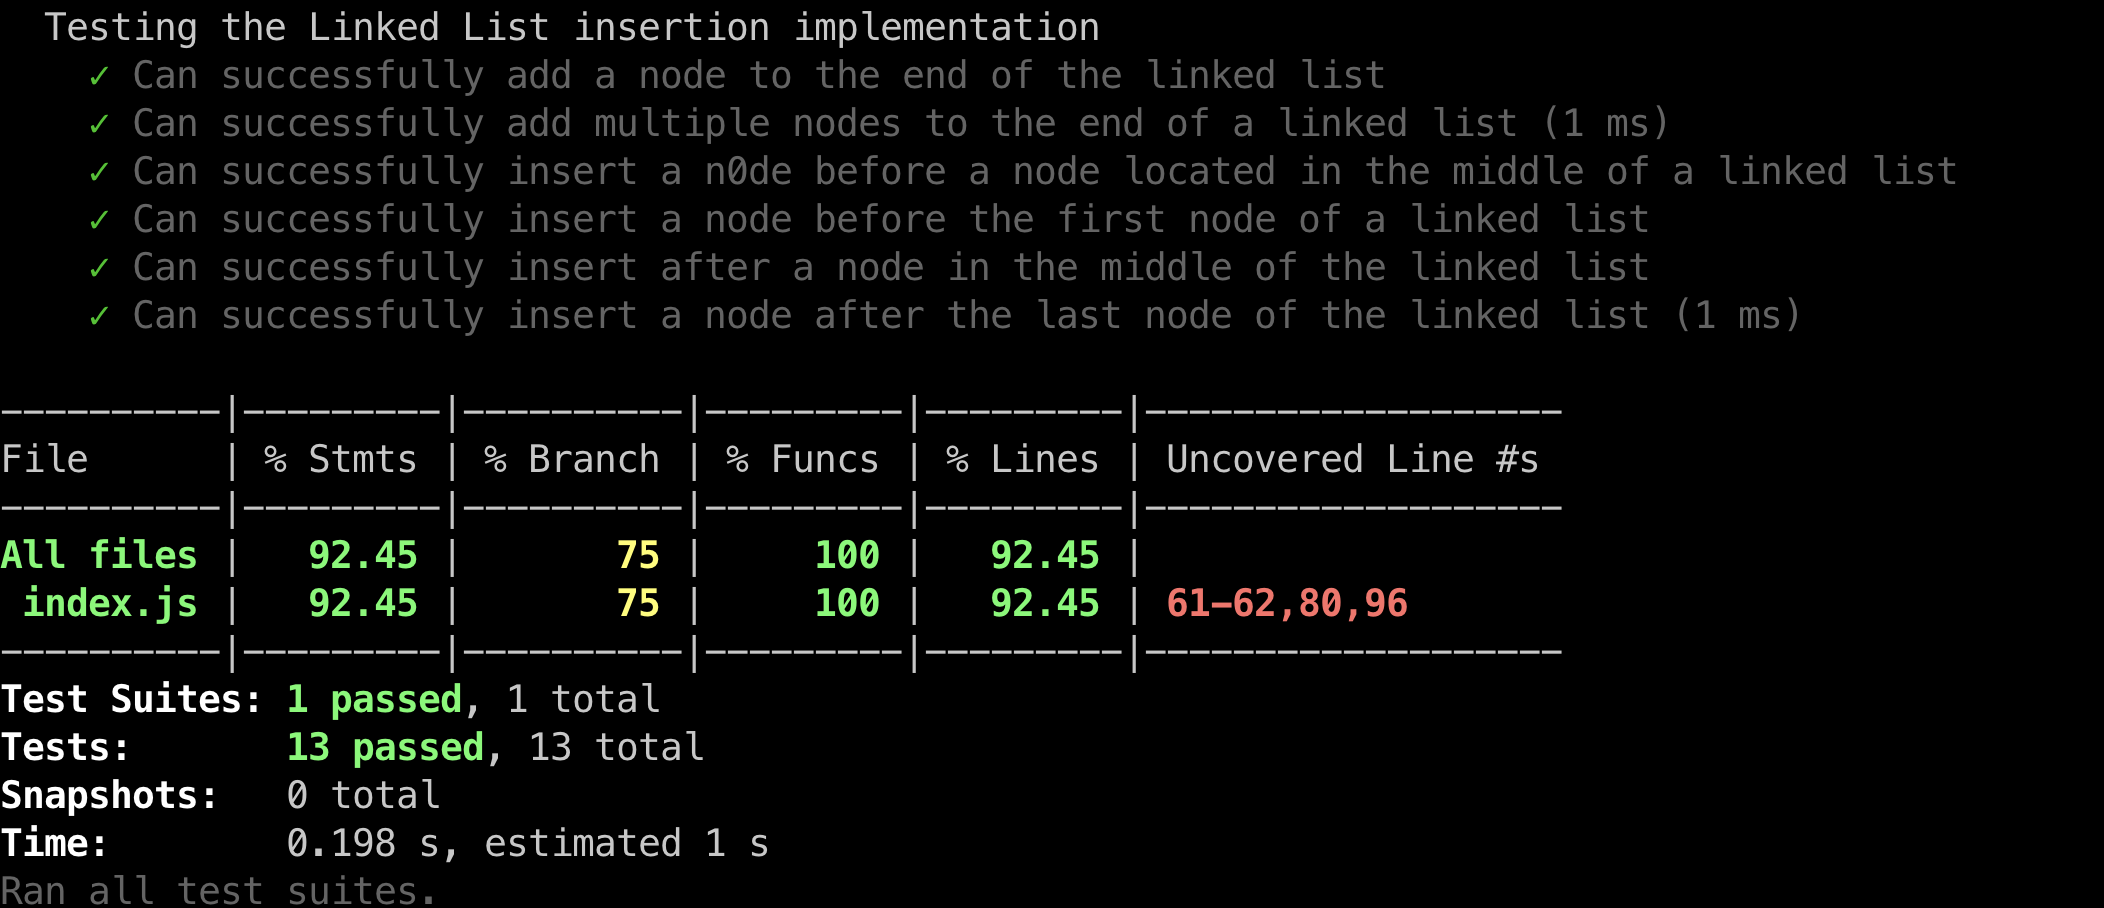 Testing the Linked List insertion implementation
✓ Can successfully add a node to the end of the linked list
✓ Can successfully add multiple nodes to the end of a linked list (1 ms)
✓ Can successfully insert a n0de before a node located in the middle of a linked list
✓ Can successfully insert a node before the first node of a linked list
✓ Can successfully insert after a node in the middle of the linked list
✓ Can successfully insert a node after the last node of the linked list (1 ms)
----------|---------|----------|---------|---------|-------------------
File      | % Stmts | % Branch | % Funcs | % Lines | Uncovered Line #s
----------|---------|----------|---------|---------|-------------------
All files |   92.45 |       75 |     100 |   92.45 |
 index.js |   92.45 |       75 |     100 |   92.45 | 61-62,80,96
----------|---------|----------|---------|---------|-------------------
Test Suites: 1 passed, 1 total
Tests:       13 passed, 13 total
Snapshots:   0 total
Time:        0.198 s, estimated 1 s
Ran all test suites.